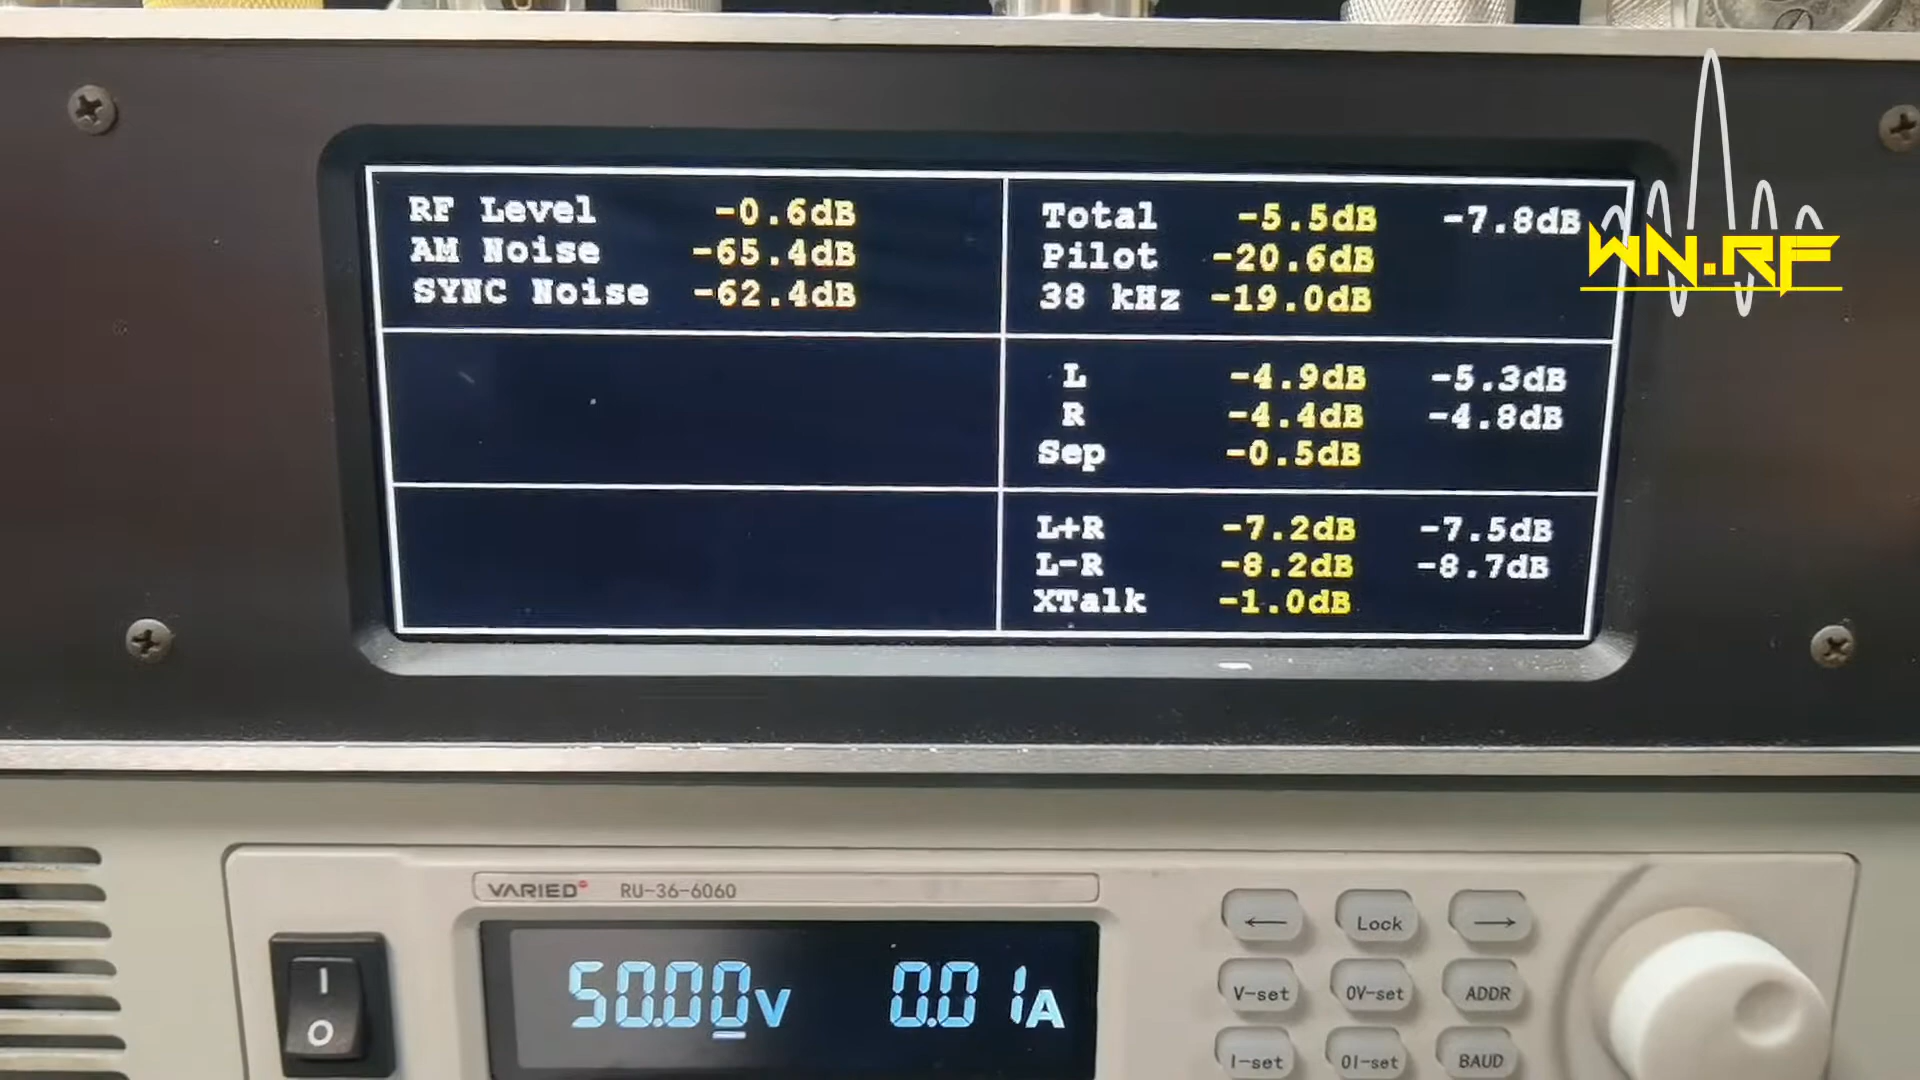 RF Level -0.6dB
AM Noise -65.4dB
SYNC Noise -62.4dB
Total -5.5dB -7.8dB
Pilot -20.6dB
38 kHz -19.0dB
L -4.9dB -5.3dB
R -4.4dB -4.8dB
Sep -0.5dB
L+R -7.2dB -7.5dB
L-R -8.2dB -8.7dB
XTalk -1.0dB
WN.RF
VARIED RU-36-6060
50.00V 0.01A
← Lock →
V-set OV-set ADDR
I-set OI-set BAUD
I
O